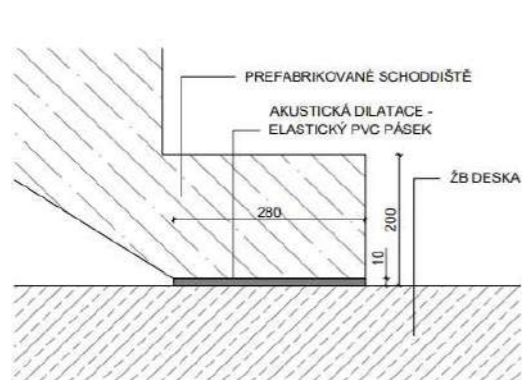 PREFABRIKOVANÉ SCHODDIŠTĚ
AKUSTICKÁ DILATACE -
ELASTICKÝ PVC PÁSEK
ŽB DESKA
280
200
10